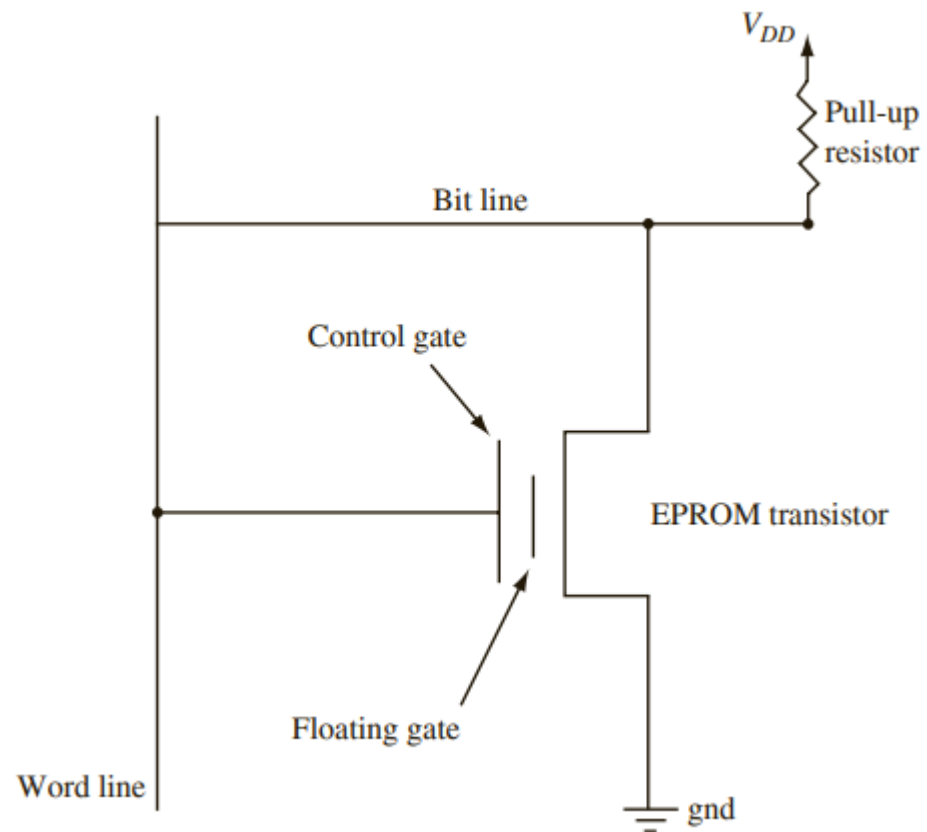 V_DD
Pull-up
resistor
Bit line
Control gate
EPROM transistor
Floating gate
Word line
gnd